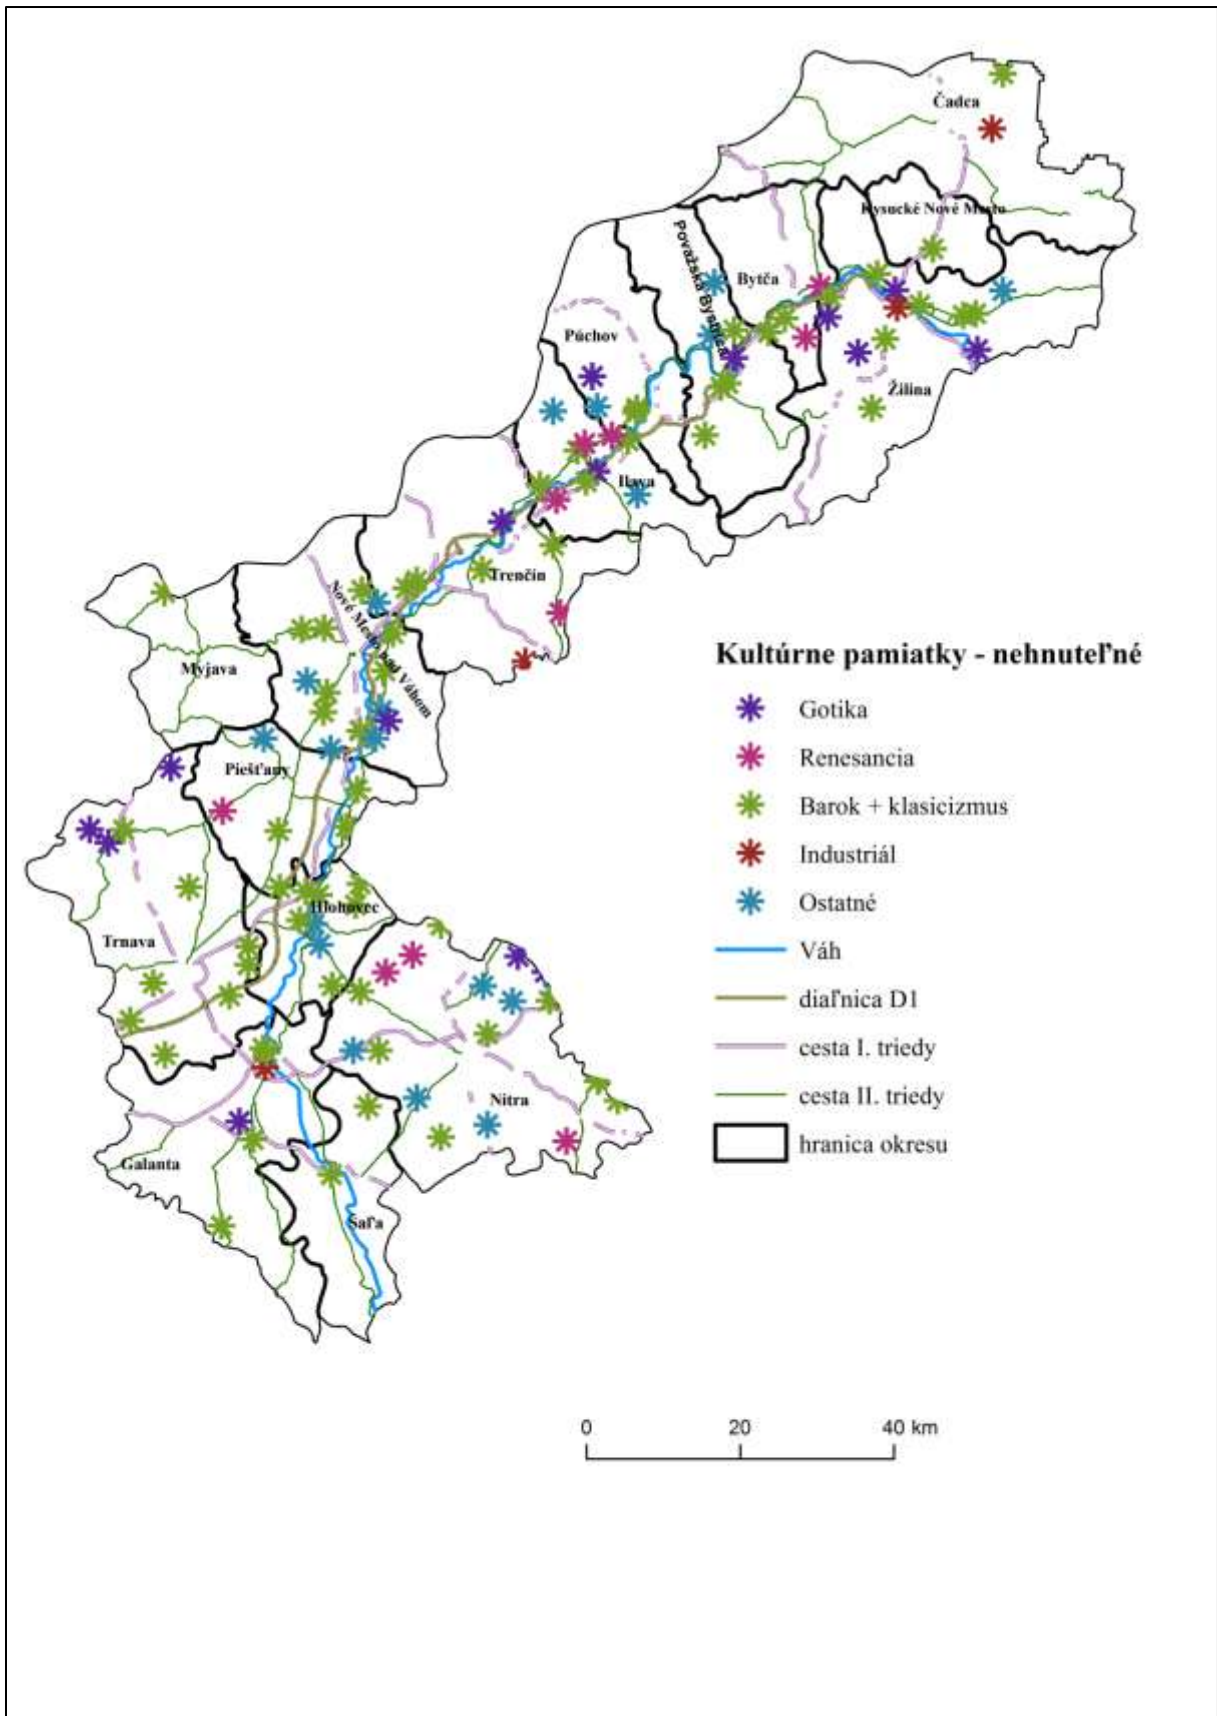 Čadca
Kysucké Nové Mesto
Považská Bystrica
Bytča
Púchov
Žilina
Ilava
Trenčín
Nové Mesto nad Váhom
Myjava
Piešťany
Hlohovec
Trnava
Nitra
Galanta
Šaľa
Kultúrne pamiatky - nehnuteľné
Gotika
Renesancia
Barok + klasicizmus
Industriál
Ostatné
Váh
diaľnica D1
cesta I. triedy
cesta II. triedy
hranica okresu
0 20 40 km